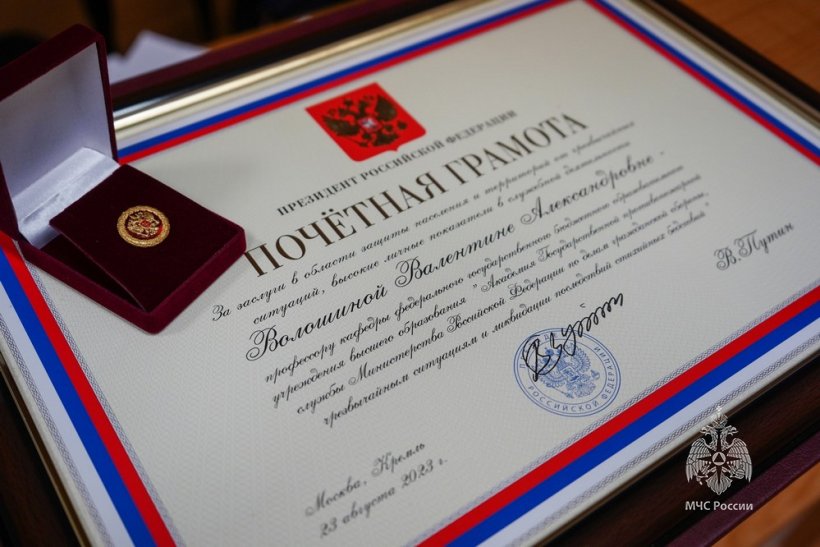 ПРЕЗИДЕНТ РОССИЙСКОЙ ФЕДЕРАЦИИ
ПОЧЁТНАЯ ГРАМОТА
За заслуги в области защиты населения и территорий от чрезвычайных
ситуаций, высокие личные показатели в служебной деятельности
Волошиной Валентине Александровне -
профессору кафедры федерального государственного бюджетного образовательного
учреждения высшего образования "Академия Государственной противопожарной
службы Министерства Российской Федерации по делам гражданской обороны,
чрезвычайным ситуациям и ликвидации последствий стихийных бедствий"
В.Путин
РОССИЙСКОЙ ФЕДЕРАЦИИ
Москва, Кремль
23 августа 2023 г.
МЧС России